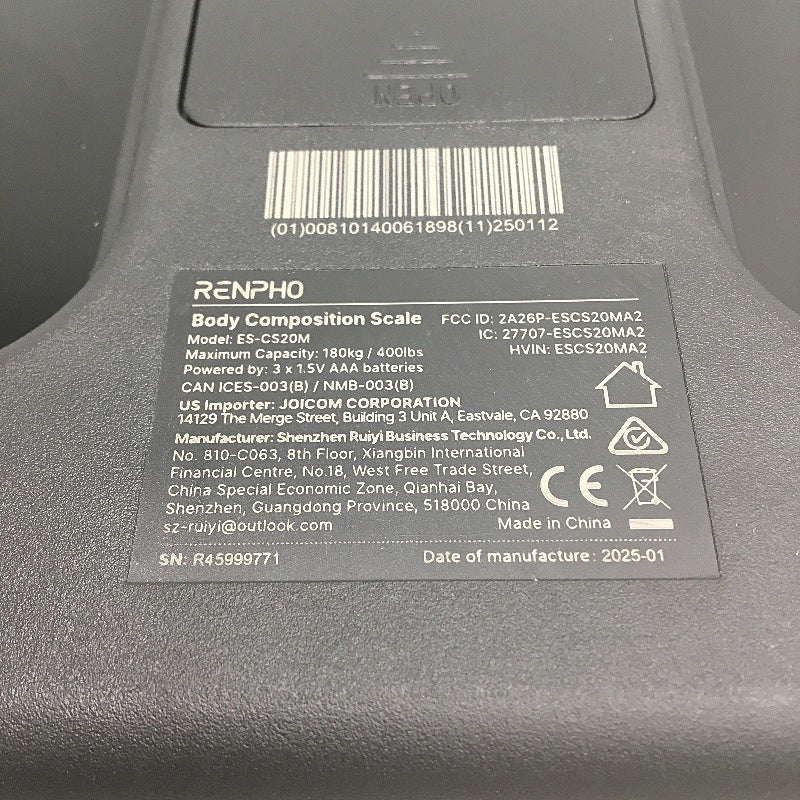 OPEN
(01)00810140061898(11)250112
RENPHO
Body Composition Scale
FCC ID: 2A26P-ESCS20MA2
Model: ES-CS20M
IC: 27707-ESCS20MA2
Maximum Capacity: 180kg / 400lbs
HVIN: ESCS20MA2
Powered by: 3 x 1.5V AAA batteries
CAN ICES-003(B) / NMB-003(B)
US Importer: JOICOM CORPORATION
14129 The Merge Street, Building 3 Unit A, Eastvale, CA 92880
Manufacturer: Shenzhen Ruiyi Business Technology Co., Ltd.
No. 810-C063, 8th Floor, Xiangbin International
Financial Centre, No.18, West Free Trade Street,
China Special Economic Zone, Qianhai Bay,
Shenzhen, Guangdong Province, 518000 China
CE
sz-ruiyi@outlook.com
Made in China
SN: R45999771
Date of manufacture: 2025-01